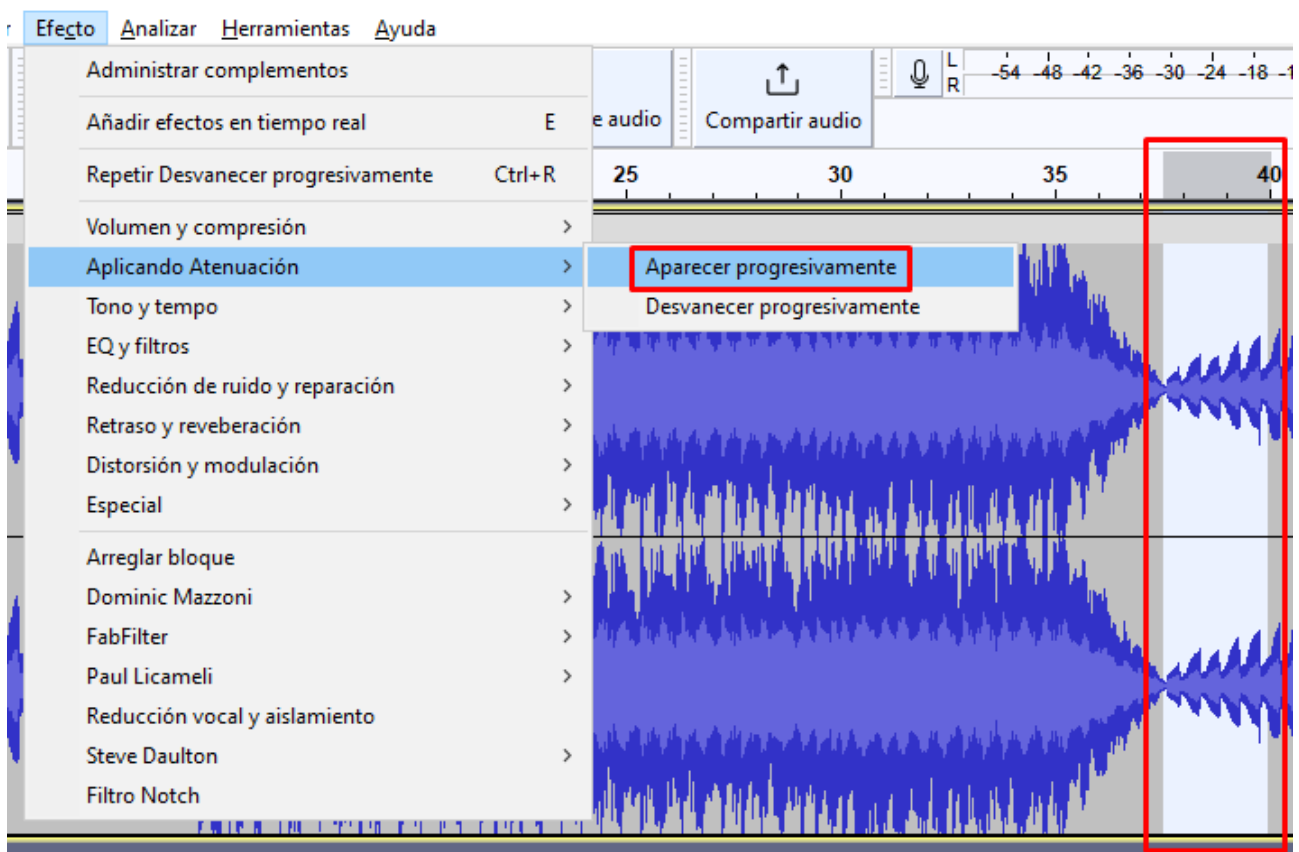 Efecto Analizar Herramientas Ayuda
Administrar complementos
Añadir efectos en tiempo real E
Repetir Desvanecer progresivamente Ctrl+R
Volumen y compresión
Aplicando Atenuación
Tono y tempo
EQ y filtros
Reducción de ruido y reparación
Retraso y reveberación
Distorsión y modulación
Especial
Arreglar bloque
Dominic Mazzoni
FabFilter
Paul Licameli
Reducción vocal y aislamiento
Steve Daulton
Filtro Notch
Aparecer progresivamente
Desvanecer progresivamente
e audio
Compartir audio
L
R
-54 -48 -42 -36 -30 -24 -18
25 30 35 40